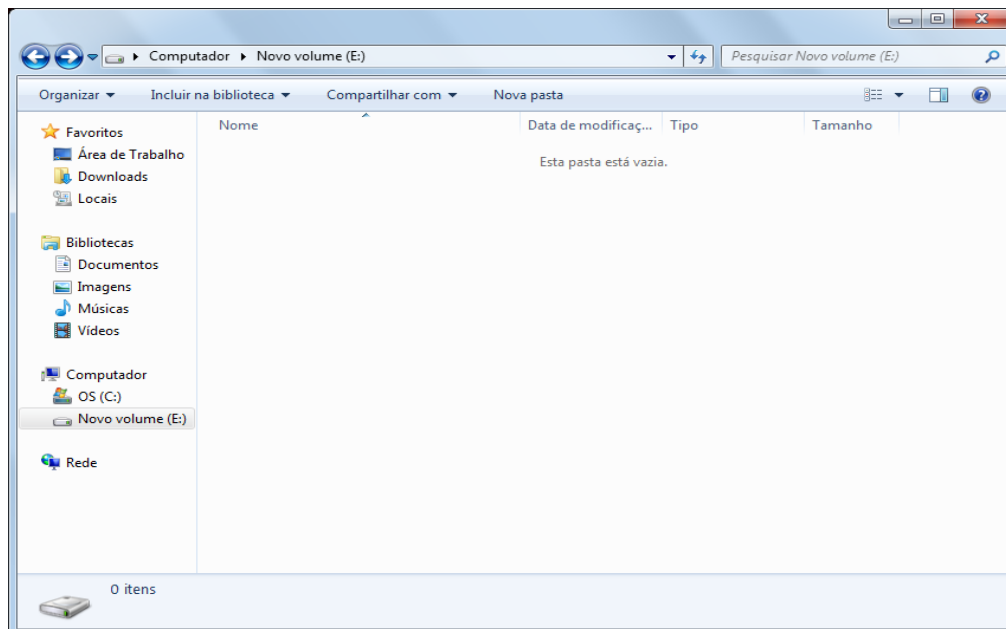 Computador Novo volume (E:)
Pesquisar Novo volume (E:)
Organizar Incluir na biblioteca Compartilhar com Nova pasta
Nome Data de modificaç... Tipo Tamanho
Esta pasta está vazia.
Favoritos
Área de Trabalho
Downloads
Locais
Bibliotecas
Documentos
Imagens
Músicas
Vídeos
Computador
OS (C:)
Novo volume (E:)
Rede
0 itens